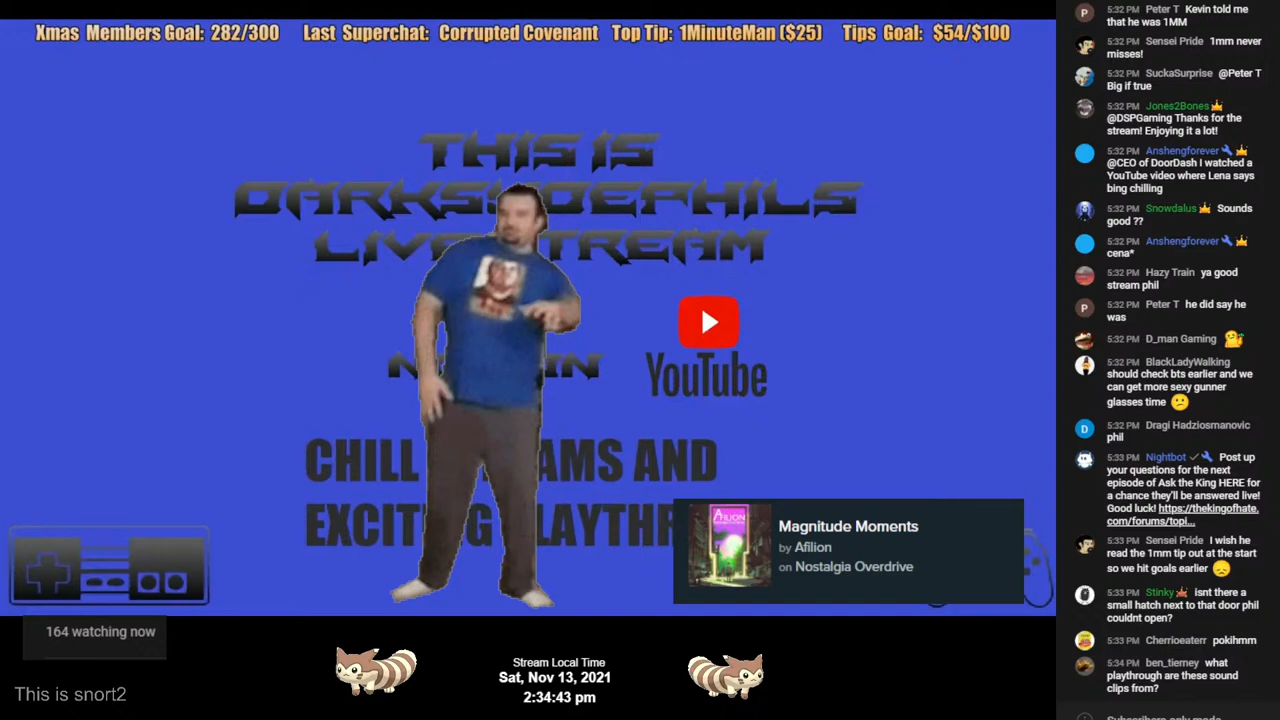 Xmas Members Goal: 282/300 Last Superchat: Corrupted Covenant Top Tip: 1MinuteMan ($25) Tips Goal: $54/$100
THIS IS
YouTube
CHILL
AND
Magnitude Moments
by Afilion
on Nostalgia Overdrive
AFILION
164 watching now
This is snort2
Stream Local Time
Sat, Nov 13, 2021
2:34:43 pm
5:32 PM Peter T Kevin told me
that he was 1MM
5:32 PM Sensei Pride 1mm never
misses!
5:32 PM SuckaSurprise @Peter T
Big if true
5:32 PM Jones2Bones
@DSPGaming Thanks for the
stream! Enjoying it a lot!
5:32 PM Anshengforever
@CEO of DoorDash I watched a
YouTube video where Lena says
bing chilling
5:32 PM Snowdalus Sounds
good ??
5:32 PM Anshengforever
cena*
5:32 PM Hazy Train ya good
stream phil
5:32 PM Peter T he did say he
was
5:32 PM D_man Gaming
5:32 PM BlackLadyWalking
should check bts earlier and we
can get more sexy gunner
glasses time
5:32 PM Dragi Hadziosmanovic
phil
5:33 PM Nightbot Post up
your questions for the next
episode of Ask the King HERE for
a chance they'll be answered live!
Good luck! https://thekingofhate.
com/forums/topi...
5:33 PM Sensei Pride I wish he
read the 1mm tip out at the start
so we hit goals earlier
5:33 PM Stinky isnt there a
small hatch next to that door phil
couldnt open?
5:33 PM Cherrioeaterr pokihmm
5:34 PM ben_tierney what
playthrough are these sound
clips from?